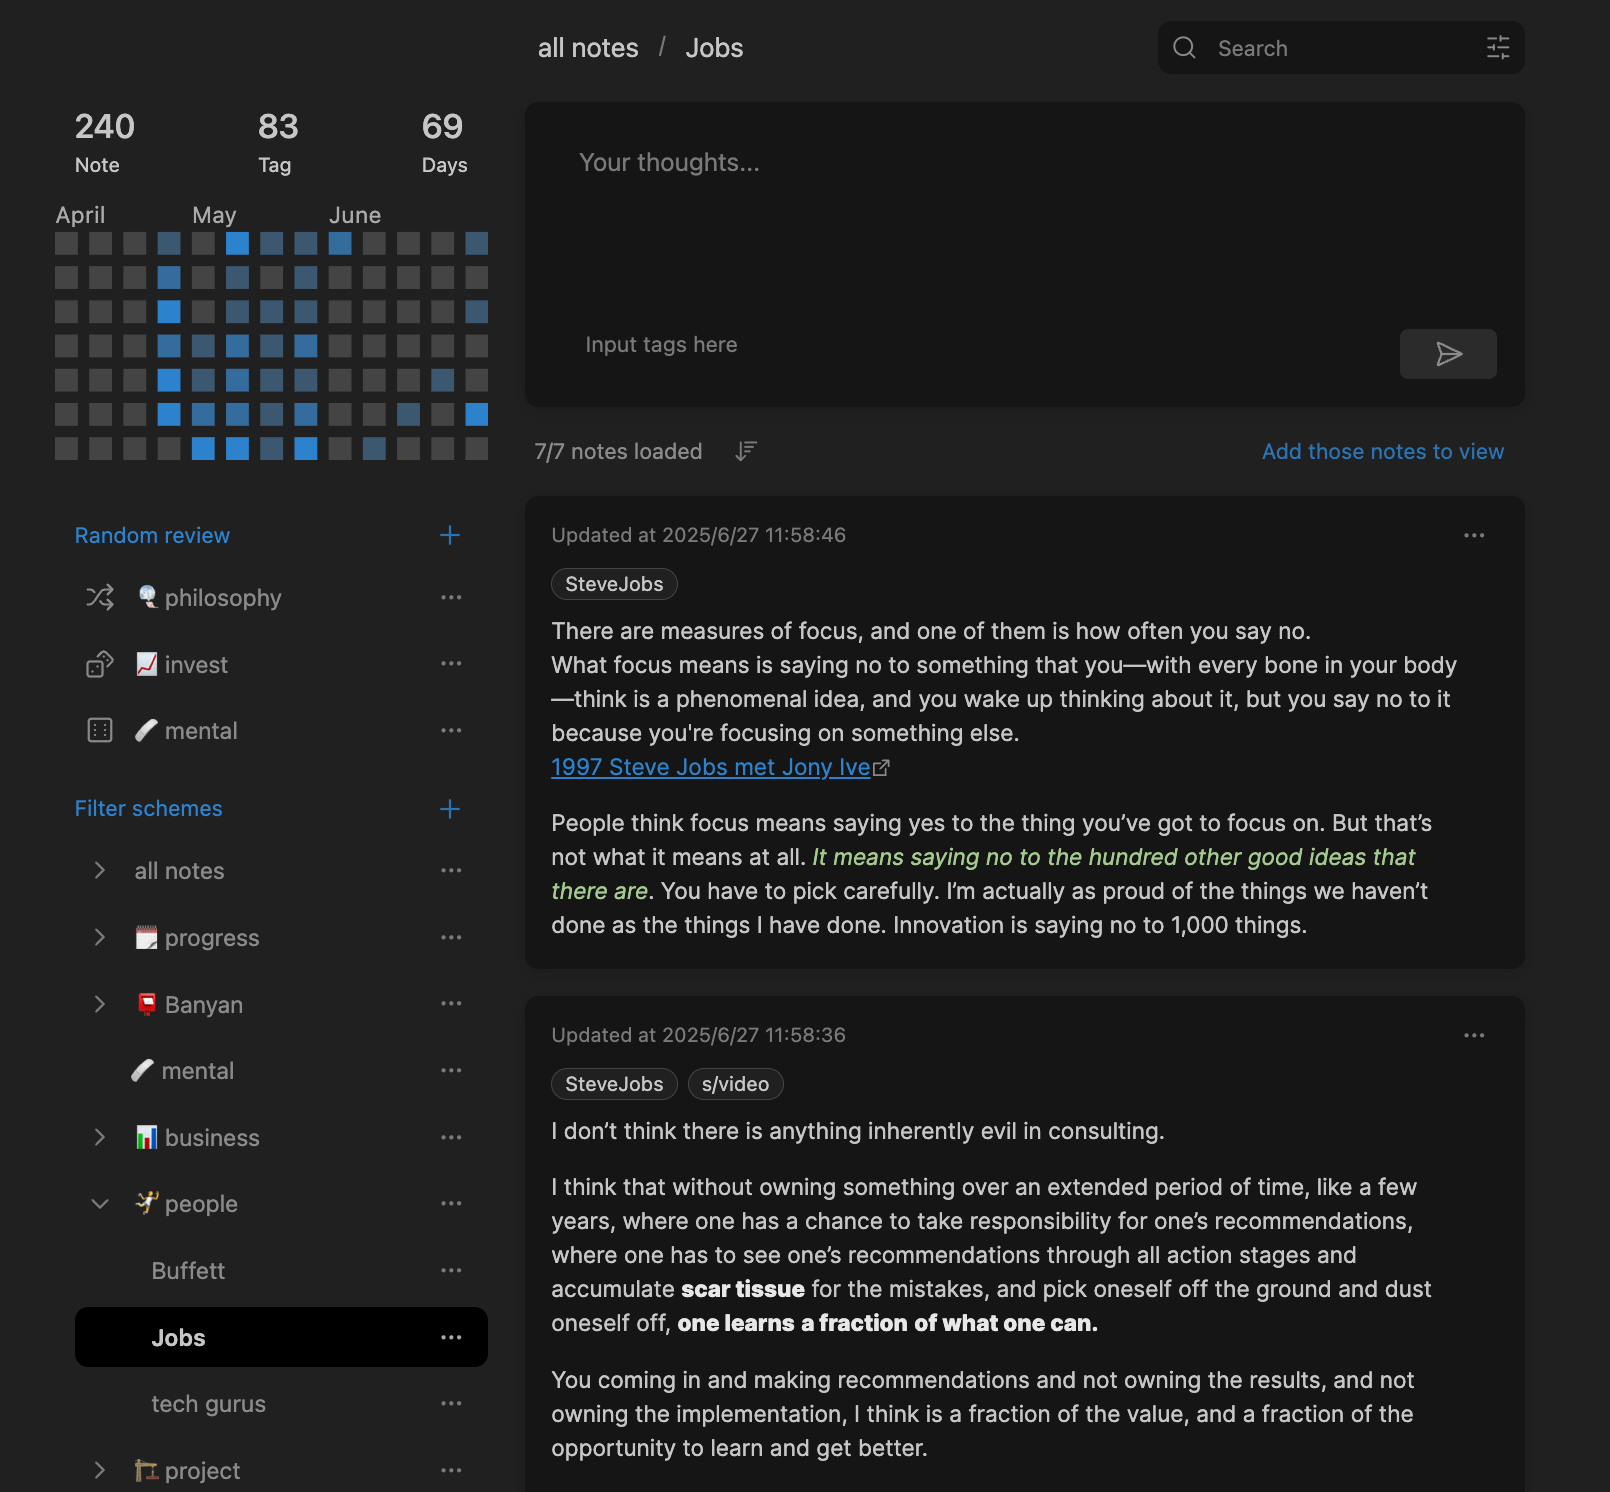 all notes / Jobs
Search
240
Note
83
Tag
69
Days
April
May
June
Your thoughts...
Input tags here
7/7 notes loaded
Add those notes to view
Random review
philosophy
invest
mental
Filter schemes
all notes
progress
Banyan
mental
business
people
Buffett
Jobs
tech gurus
project
Updated at 2025/6/27 11:58:46
SteveJobs
There are measures of focus, and one of them is how often you say no.
What focus means is saying no to something that you—with every bone in your body
—think is a phenomenal idea, and you wake up thinking about it, but you say no to it
because you're focusing on something else.
1997 Steve Jobs met Jony Ive
People think focus means saying yes to the thing you’ve got to focus on. But that’s
not what it means at all. It means saying no to the hundred other good ideas that
there are. You have to pick carefully. I’m actually as proud of the things we haven’t
done as the things I have done. Innovation is saying no to 1,000 things.
Updated at 2025/6/27 11:58:36
SteveJobs s/video
I don’t think there is anything inherently evil in consulting.
I think that without owning something over an extended period of time, like a few
years, where one has a chance to take responsibility for one’s recommendations,
where one has to see one’s recommendations through all action stages and
accumulate scar tissue for the mistakes, and pick oneself off the ground and dust
oneself off, one learns a fraction of what one can.
You coming in and making recommendations and not owning the results, and not
owning the implementation, I think is a fraction of the value, and a fraction of the
opportunity to learn and get better.